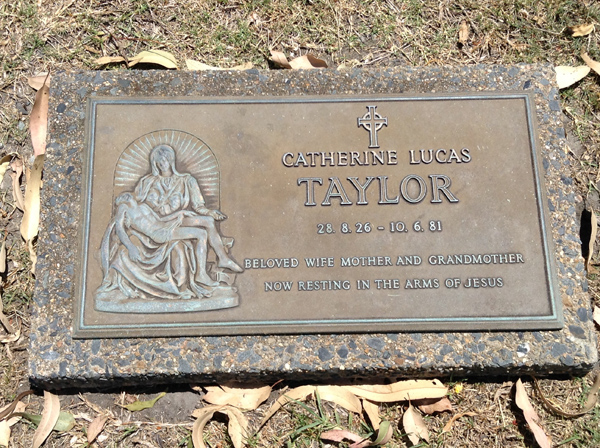 CATHERINE LUCAS
TAYLOR
28.8.26 - 10.6.81
BELOVED WIFE MOTHER AND GRANDMOTHER
NOW RESTING IN THE ARMS OF JESUS